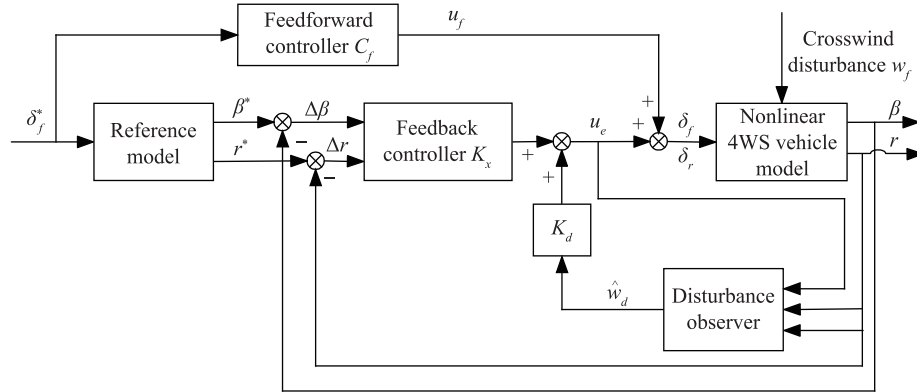 Feedforward
controller C_f
u_f
Crosswind
disturbance w_f
δ_f^*
Reference
model
β*
r*
−
−
Δβ
Δr
Feedback
controller K_x
+
+
u_e
+
+
δ_f
δ_r
Nonlinear
4WS vehicle
model
β
r
K_d
ŵ_d
Disturbance
observer